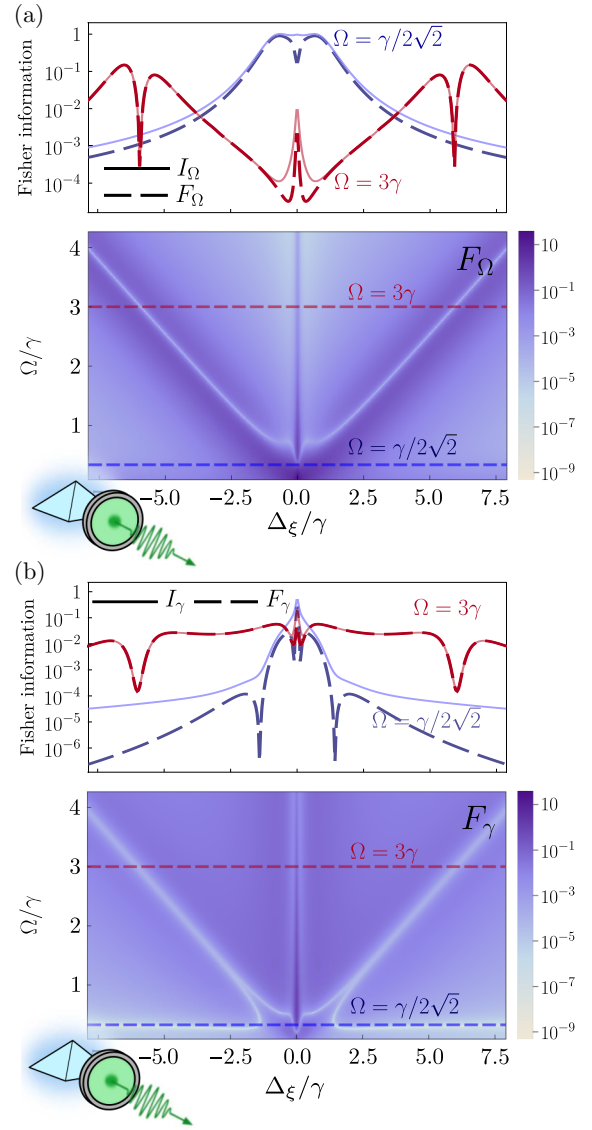 (a)
Fisher information
1
10⁻¹
10⁻²
10⁻³
10⁻⁴
Ω = γ/2√2
Ω = 3γ
I_Ω
F_Ω
Ω/γ
4
3
2
1
F_Ω
Ω = 3γ
Ω = γ/2√2
10
10⁻¹
10⁻³
10⁻⁵
10⁻⁷
10⁻⁹
−5.0 −2.5 0.0 2.5 5.0 7.5
Δ_ξ/γ
(b)
Fisher information
1
10⁻¹
10⁻²
10⁻³
10⁻⁴
10⁻⁵
10⁻⁶
I_γ F_γ
Ω = 3γ
Ω = γ/2√2
Ω/γ
4
3
2
1
F_γ
Ω = 3γ
Ω = γ/2√2
10
10⁻¹
10⁻³
10⁻⁵
10⁻⁷
10⁻⁹
−5.0 −2.5 0.0 2.5 5.0 7.5
Δ_ξ/γ